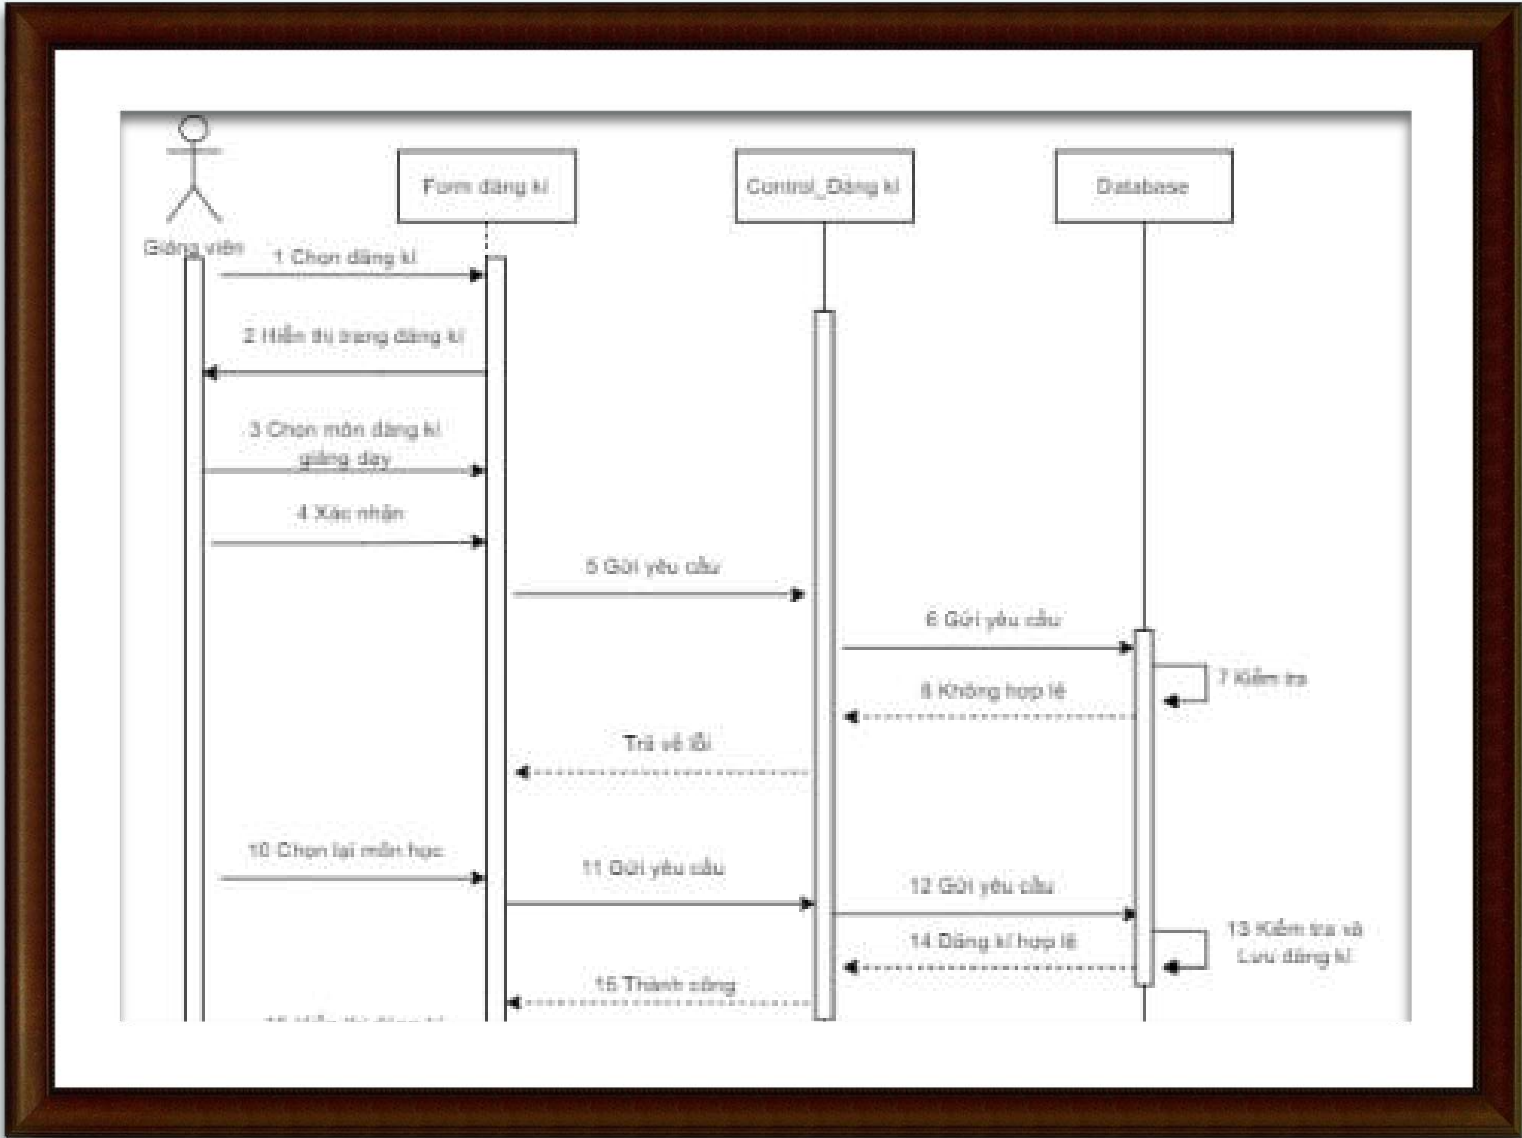 Giảng viên
Form đăng kí
Control_Đăng kí
Database
1 Chọn đăng kí
2 Hiển thị trang đăng kí
3 Chọn môn đăng kí
giảng dạy
4 Xác nhận
5 Gửi yêu cầu
6 Gửi yêu cầu
7 Kiểm tra
8 Không hợp lệ
Trả về lỗi
10 Chọn lại môn học
11 Gửi yêu cầu
12 Gửi yêu cầu
13 Kiểm tra và
Lưu đăng kí
14 Đăng kí hợp lệ
15 Thành công